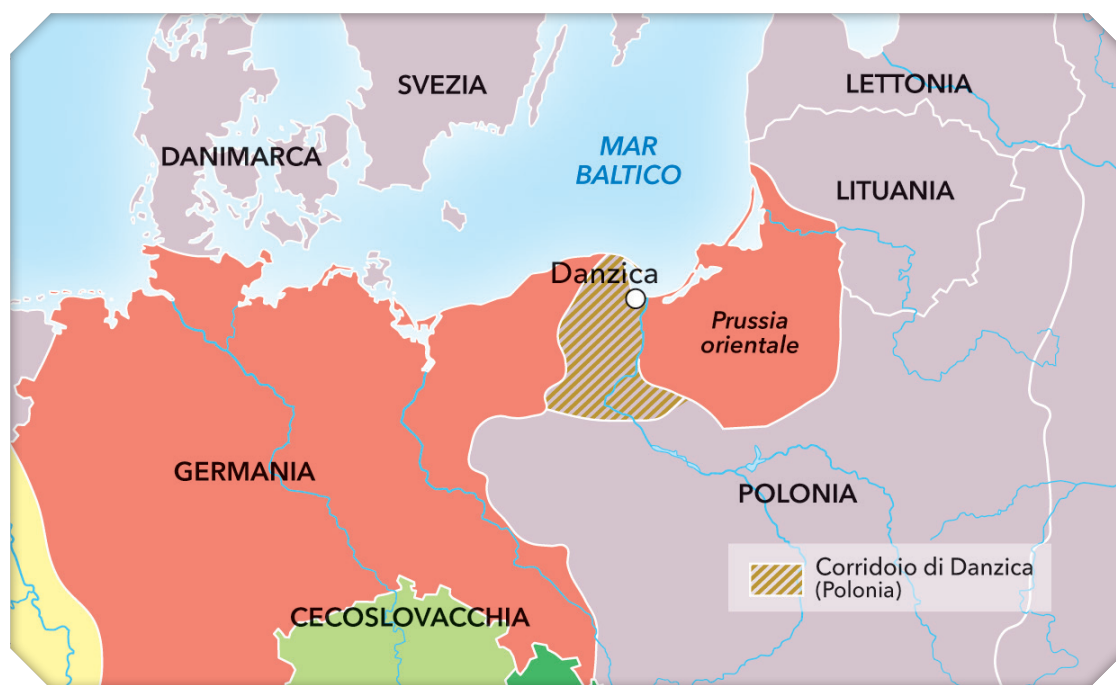 SVEZIA
LETTONIA
DANIMARCA
MAR
BALTICO
LITUANIA
Danzica
Prussia
orientale
GERMANIA
POLONIA
Corridoio di Danzica
(Polonia)
CECOSLOVACCHIA